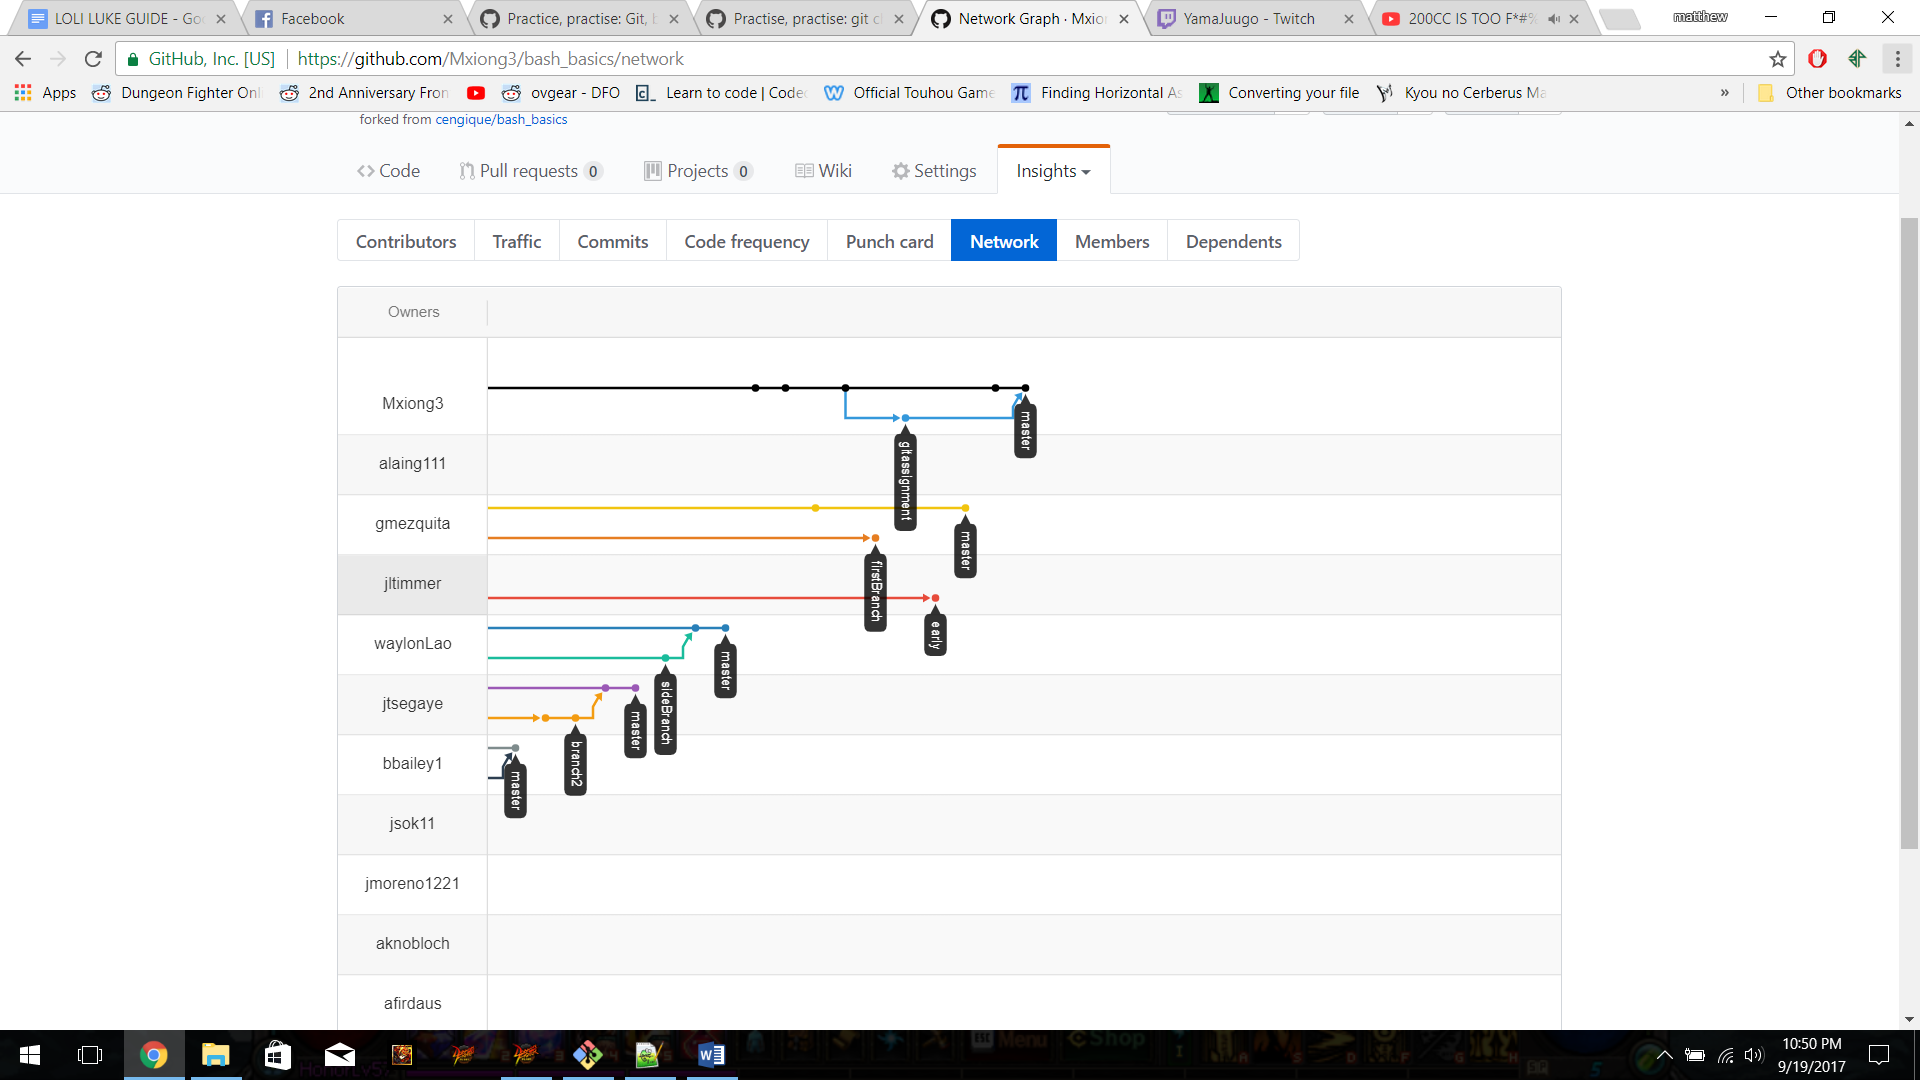 LOLI LUKE GUIDE - Go
Facebook
Practice, practise: Git, b
Practise, practise: git cl
Network Graph · Mxion
YamaJuugo - Twitch
200CC IS TOO F*#%
matthew
GitHub, Inc. [US]
https://github.com/Mxiong3/bash_basics/network
Apps
Dungeon Fighter Onl
2nd Anniversary Fron
ovgear - DFO
Learn to code | Codec
Official Touhou Game
Finding Horizontal As
Converting your file
Kyou no Cerberus Ma
»
Other bookmarks
forked from cengique/bash_basics
Code
Pull requests 0
Projects 0
Wiki
Settings
Insights
Contributors
Traffic
Commits
Code frequency
Punch card
Network
Members
Dependents
Owners
Mxiong3
master
gitassignment
alaing111
gmezquita
master
firstBranch
jltimmer
early
waylonLao
master
sideBranch
jtsegaye
master
branch2
bbailey1
master
jsok11
jmoreno1221
aknobloch
afirdaus
Menu
Shop
10:50 PM
9/19/2017